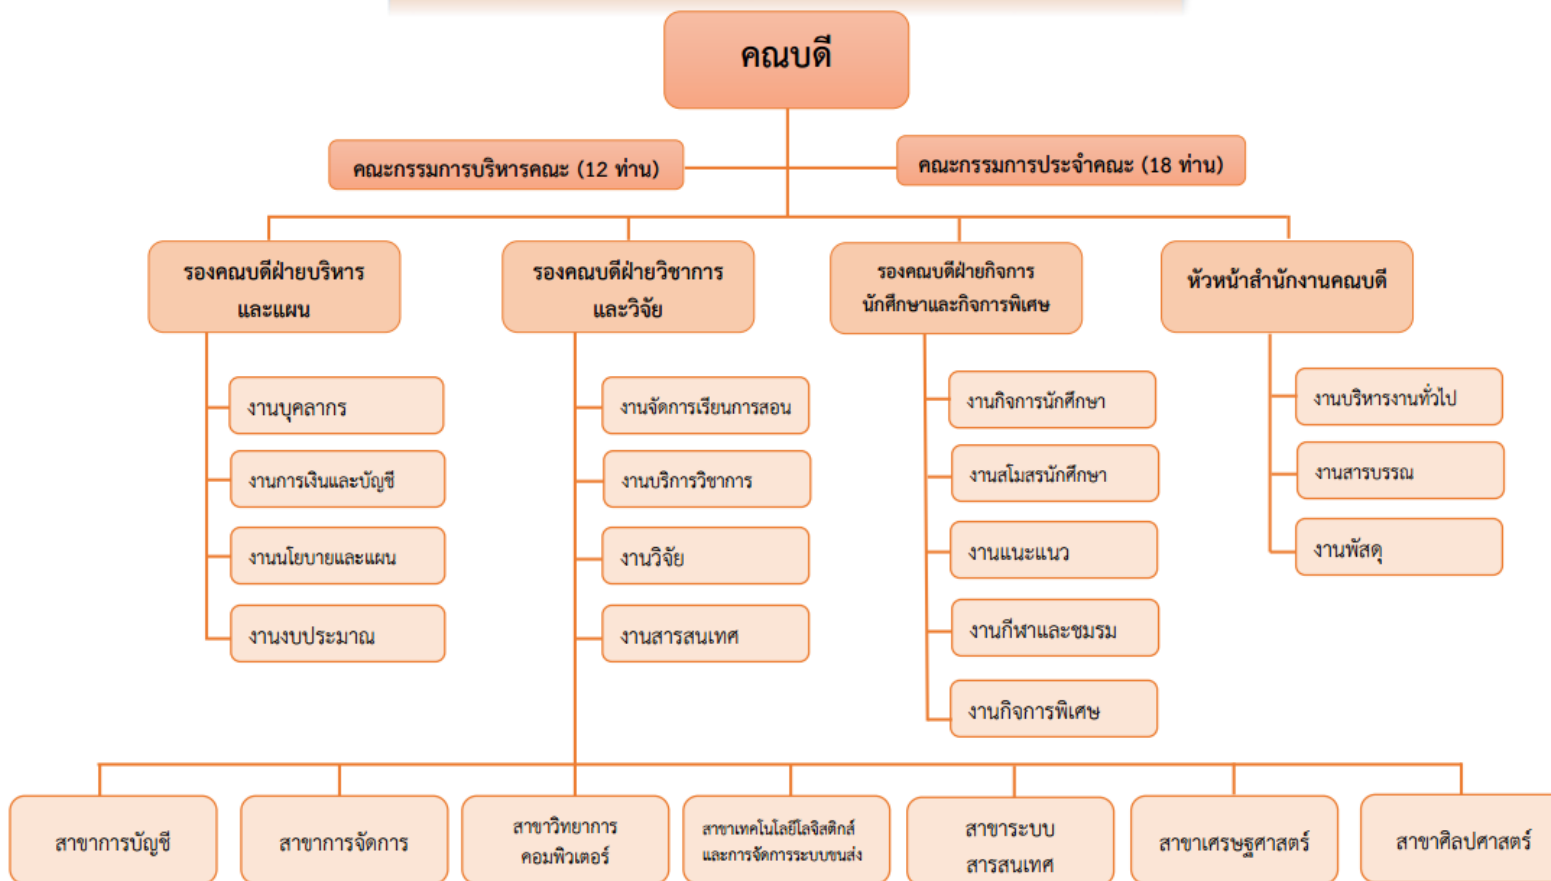 คณบดี
คณะกรรมการบริหารคณะ (12 ท่าน)
คณะกรรมการประจำคณะ (18 ท่าน)
รองคณบดีฝ่ายบริหาร
และแผน
รองคณบดีฝ่ายวิชาการ
และวิจัย
รองคณบดีฝ่ายกิจการ
นักศึกษาและกิจการพิเศษ
หัวหน้าสำนักงานคณบดี
งานบุคลากร
งานการเงินและบัญชี
งานนโยบายและแผน
งานงบประมาณ
งานจัดการเรียนการสอน
งานบริการวิชาการ
งานวิจัย
งานสารสนเทศ
งานกิจการนักศึกษา
งานสโมสรนักศึกษา
งานแนะแนว
งานกีฬาและชมรม
งานกิจการพิเศษ
งานบริหารงานทั่วไป
งานสารบรรณ
งานพัสดุ
สาขาการบัญชี
สาขาการจัดการ
สาขาวิทยาการ
คอมพิวเตอร์
สาขาเทคโนโลยีโลจิสติกส์
และการจัดการระบบขนส่ง
สาขาระบบ
สารสนเทศ
สาขาเศรษฐศาสตร์
สาขาศิลปศาสตร์